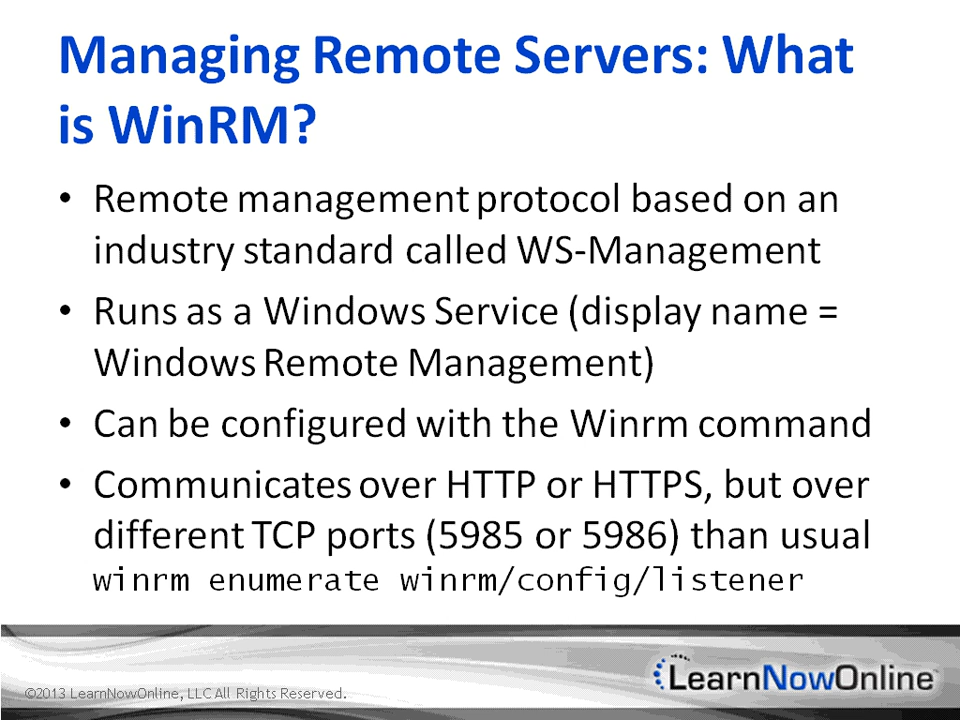 Managing Remote Servers: What
is WinRM?
• Remote management protocol based on an
industry standard called WS-Management
• Runs as a Windows Service (display name =
Windows Remote Management)
• Can be configured with the Winrm command
• Communicates over HTTP or HTTPS, but over
different TCP ports (5985 or 5986) than usual
winrm enumerate winrm/config/listener
©2013 LearnNowOnline, LLC All Rights Reserved.
LearnNowOnline